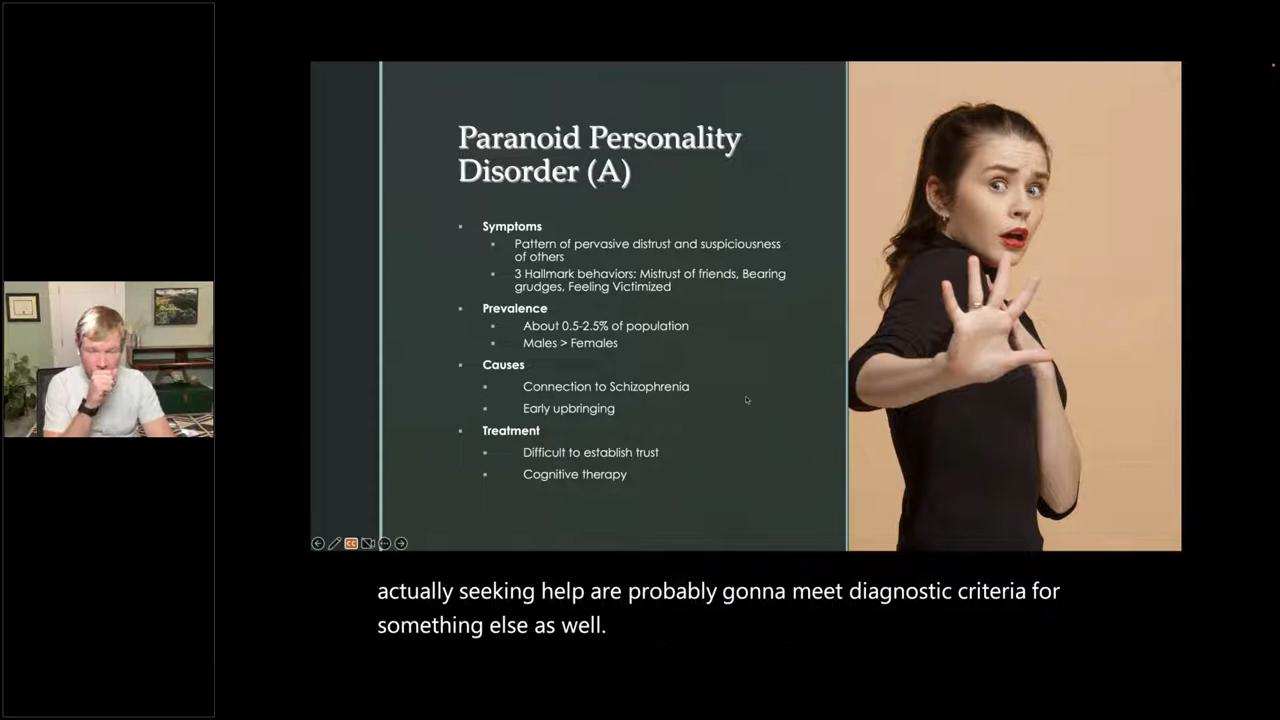 Paranoid Personality
Disorder (A)
Symptoms
Pattern of pervasive distrust and suspiciousness
of others
3 Hallmark behaviors: Mistrust of friends, Bearing
grudges, Feeling Victimized
Prevalence
About 0.5-2.5% of population
Males > Females
Causes
Connection to Schizophrenia
Early upbringing
Treatment
Difficult to establish trust
Cognitive therapy
CC
actually seeking help are probably gonna meet diagnostic criteria for
something else as well.